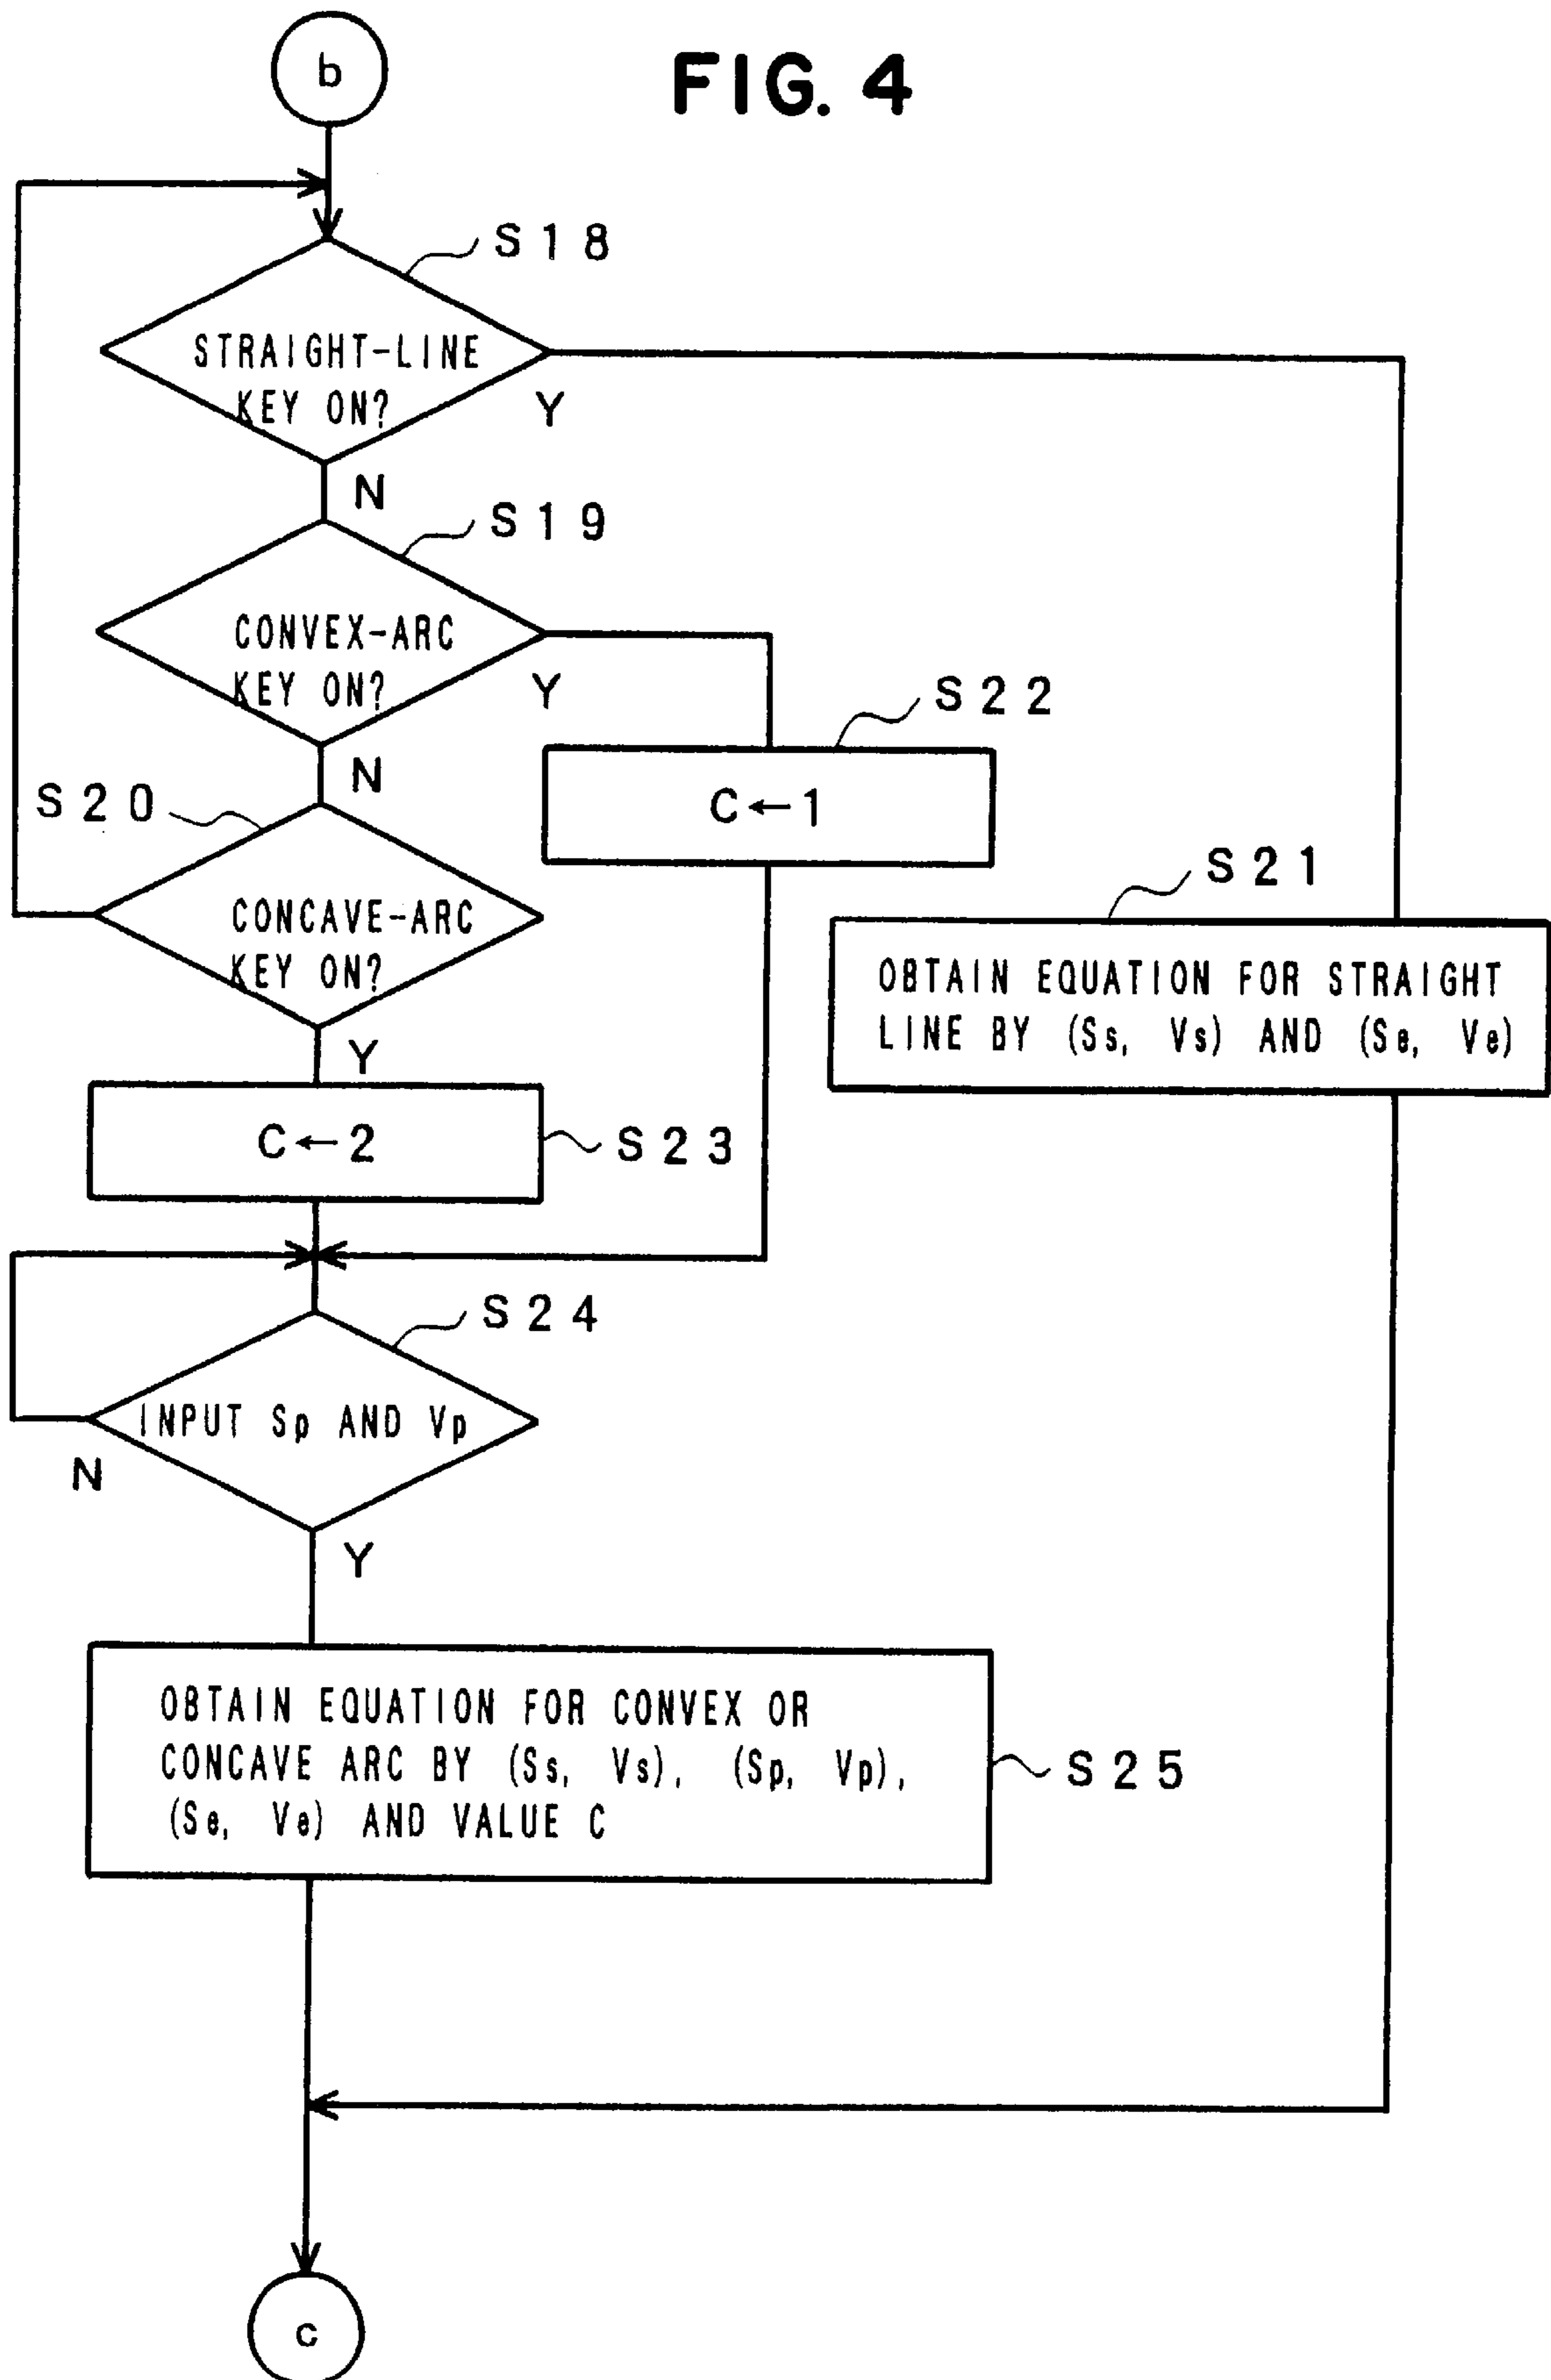 b
FIG. 4
S18
STRAIGHT-LINE
KEY ON?
Y
N
S19
CONVEX-ARC
KEY ON?
Y
N
S22
C←1
S20
CONCAVE-ARC
KEY ON?
Y
S21
OBTAIN EQUATION FOR STRAIGHT
LINE BY (Ss, Vs) AND (Se, Ve)
C←2
S23
S24
INPUT Sp AND Vp
N
Y
OBTAIN EQUATION FOR CONVEX OR
CONCAVE ARC BY (Ss, Vs), (Sp, Vp),
(Se, Ve) AND VALUE C
S25
c